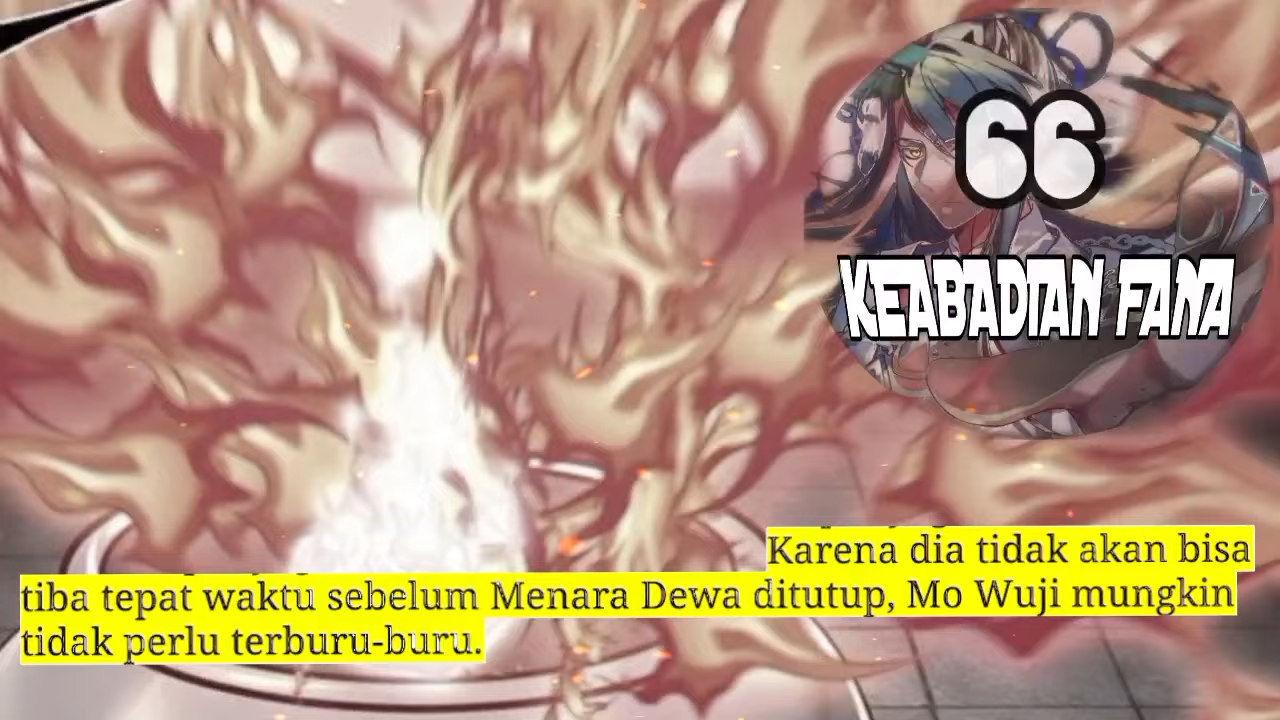 66
KEABADIAN FANA
Karena dia tidak akan bisa
tiba tepat waktu sebelum Menara Dewa ditutup, Mo Wuji mungkin
tidak perlu terburu-buru.